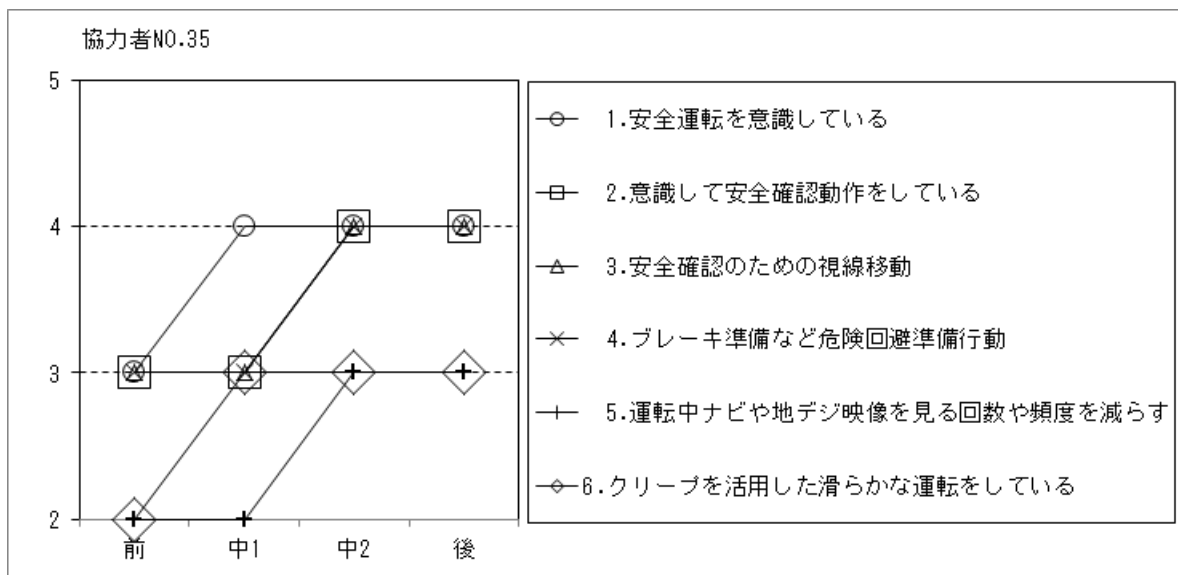 協力者NO.35
5
4
3
2
前 中1 中2 後
1.安全運転を意識している
2.意識して安全確認動作をしている
3.安全確認のための視線移動
4.ブレーキ準備など危険回避準備行動
5.運転中ナビや地デジ映像を見る回数や頻度を減らす
6.クリープを活用した滑らかな運転をしている